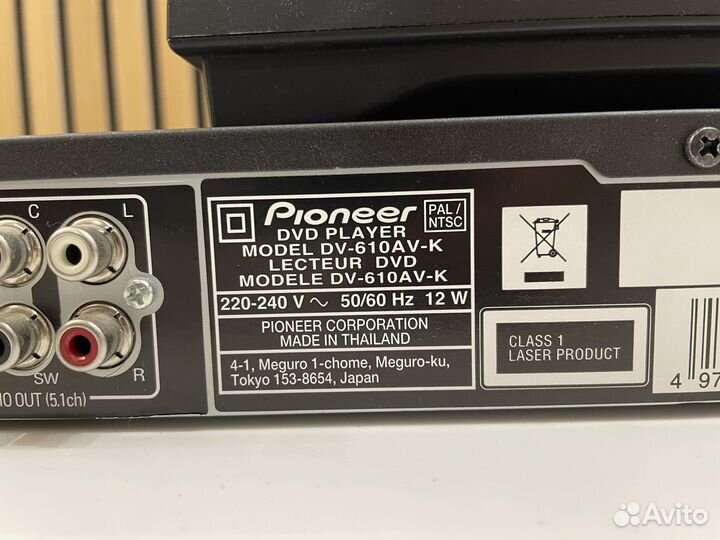 C L
SW R
OUT (5.1ch)
Pioneer PAL/
NTSC
DVD PLAYER
MODEL DV-610AV-K
LECTEUR DVD
MODELE DV-610AV-K
220-240 V ~ 50/60 Hz 12 W
PIONEER CORPORATION
MADE IN THAILAND
4-1, Meguro 1-chome, Meguro-ku,
Tokyo 153-8654, Japan
CLASS 1
LASER PRODUCT
4 97
Avito